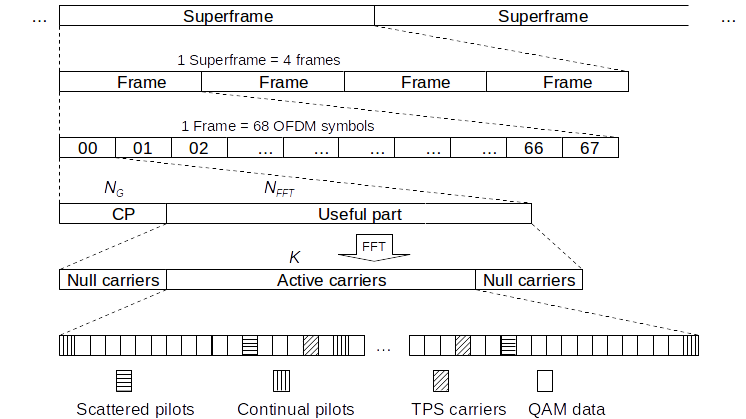 ... Superframe Superframe ...
1 Superframe = 4 frames
Frame Frame Frame Frame
1 Frame = 68 OFDM symbols
00 01 02 ... ... ... ... ... 66 67
N_G N_FFT
CP Useful part
FFT
K
Null carriers Active carriers Null carriers
...
Scattered pilots Continual pilots TPS carriers QAM data